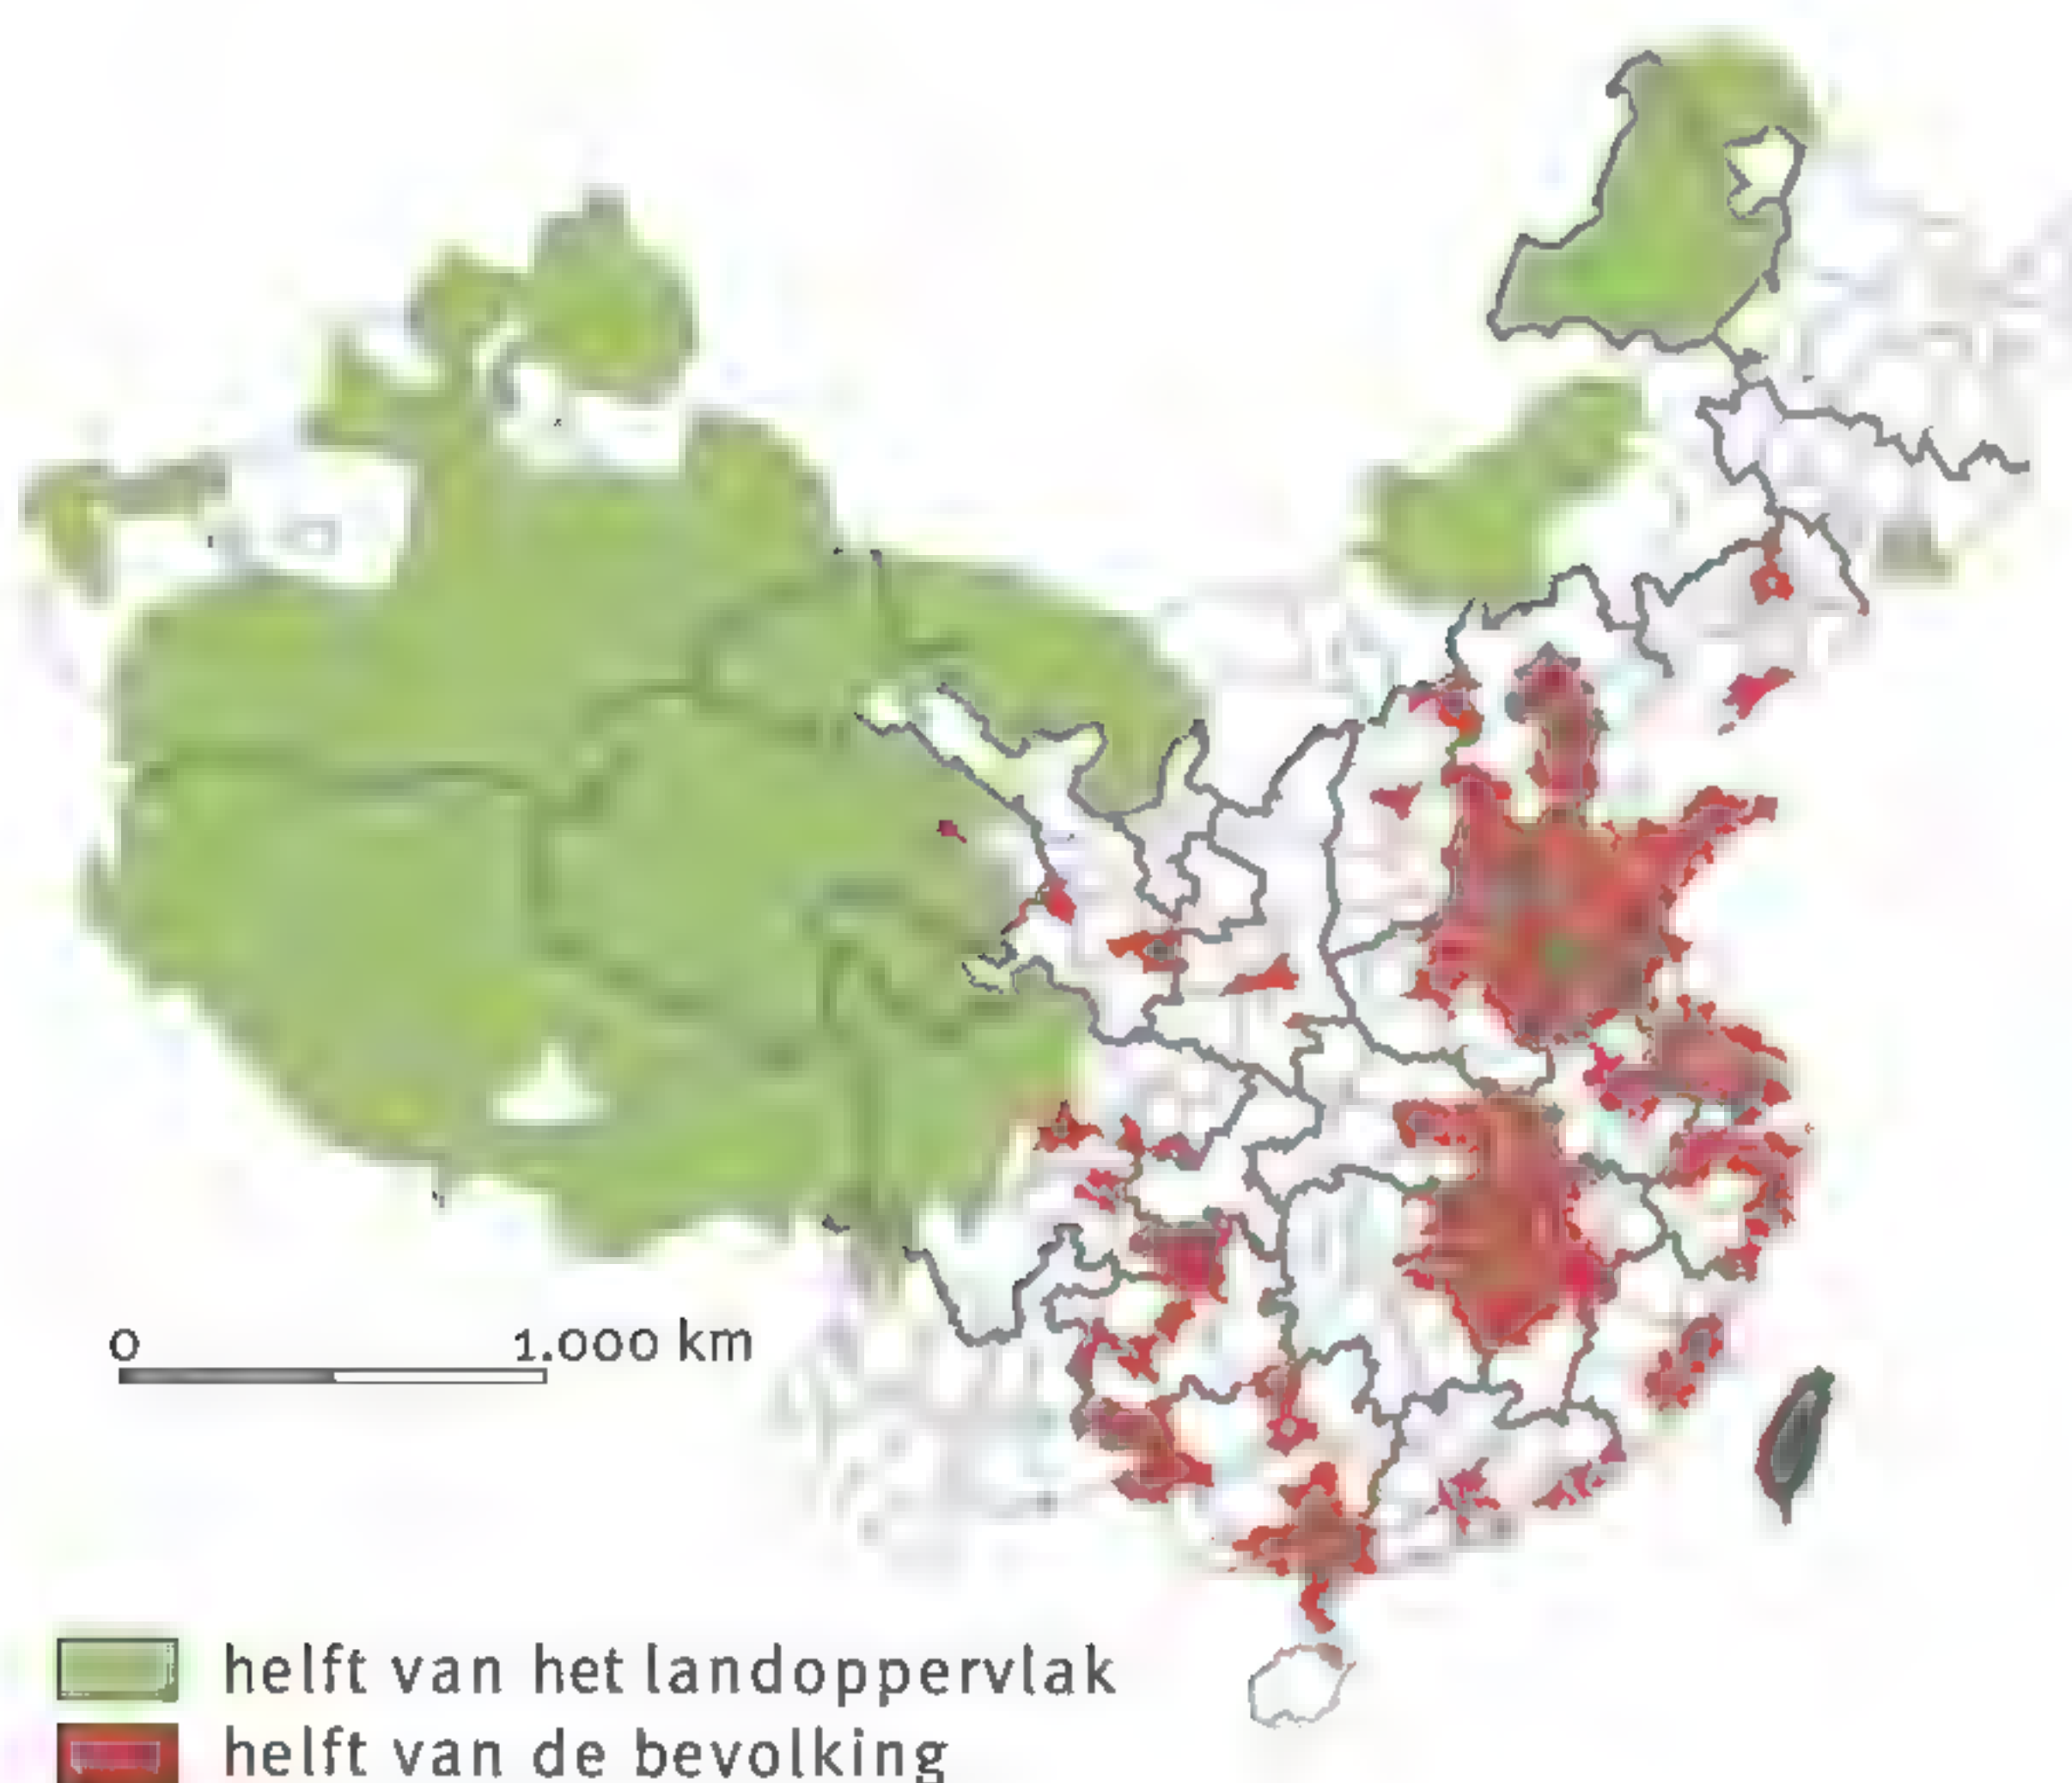 0 1.000 km
helft van het landoppervlak
helft van de bevolking